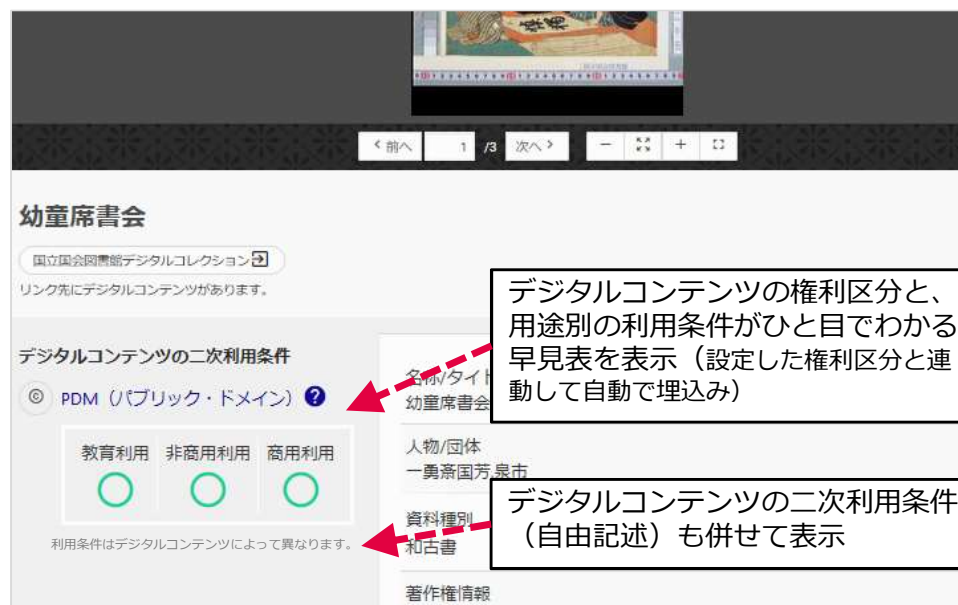 ‹ 前へ 1 /3 次へ ›
幼童席書会
国立国会図書館デジタルコレクション
リンク先にデジタルコンテンツがあります。
デジタルコンテンツの権利区分と、
用途別の利用条件がひと目でわかる
早見表を表示（設定した権利区分と連
動して自動で埋込み）
デジタルコンテンツの二次利用条件
© PDM（パブリック・ドメイン） ?
教育利用 非商用利用 商用利用
利用条件はデジタルコンテンツによって異なります。
名称/タイト
幼童席書会
人物/団体
一勇斎国芳,泉市
資料種別
和古書
著作権情報
デジタルコンテンツの二次利用条件
（自由記述）も併せて表示